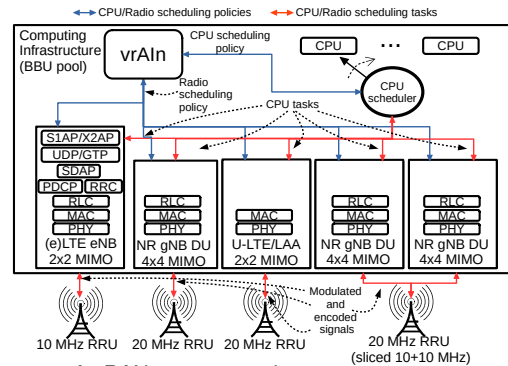 CPU/Radio scheduling policies
CPU/Radio scheduling tasks
Computing
Infrastructure
(BBU pool)
vrAIn
CPU scheduling
policy
CPU
...
CPU
CPU
scheduler
Radio
scheduling
policy
CPU tasks
S1AP/X2AP
UDP/GTP
SDAP
PDCP
RRC
RLC
MAC
PHY
(e)LTE eNB
2x2 MIMO
RLC
MAC
PHY
NR gNB DU
4x4 MIMO
MAC
PHY
U-LTE/LAA
2x2 MIMO
RLC
MAC
PHY
NR gNB DU
4x4 MIMO
RLC
MAC
PHY
NR gNB DU
4x4 MIMO
Modulated
and
encoded
signals
10 MHz RRU
20 MHz RRU
20 MHz RRU
20 MHz RRU
(sliced 10+10 MHz)